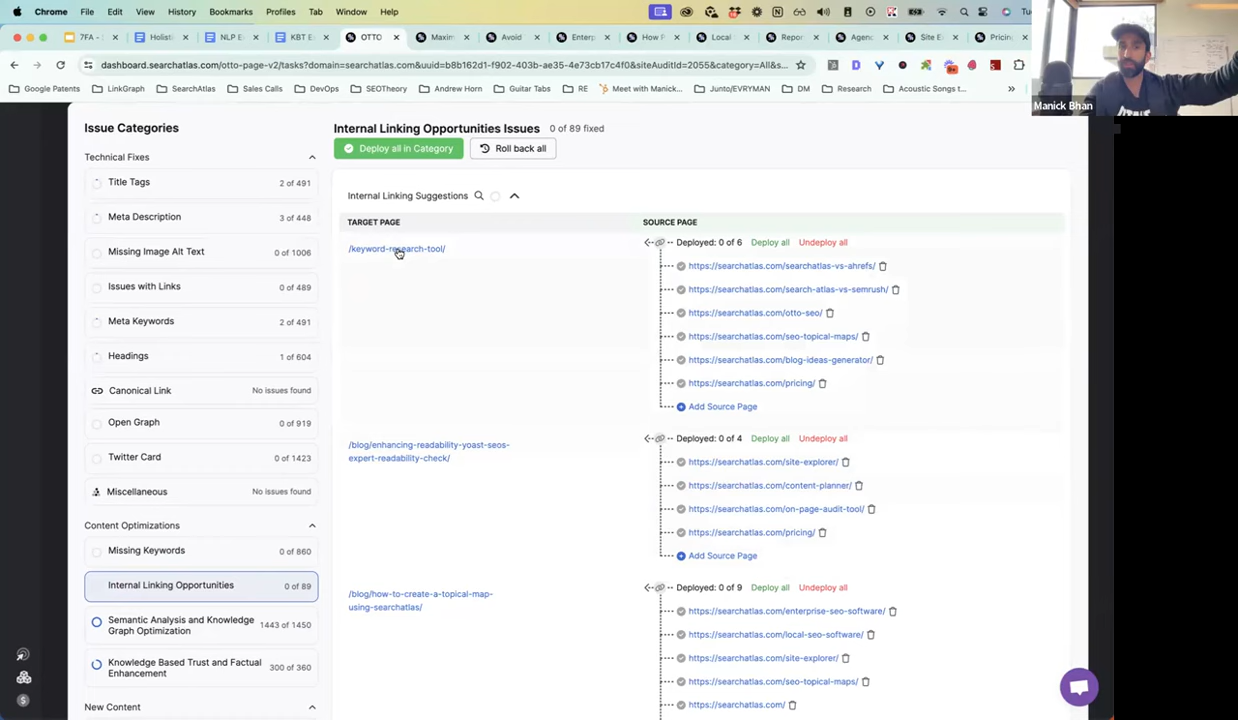 Chrome File Edit View History Bookmarks Profiles Tab Window Help
7FA - Holisti NLP E KBT E OTTO Maxim Avoid Enterp How P Local Repor Agen Site E Pricin
dashboard.searchatlas.com/otto-page-v2/tasks?domain=searchatlas.com&uuid=b8b162d1-f902-403b-ae35-4e73cb17c4f0&siteAuditId=2055&category=All&s...
Google Patents LinkGraph SearchAtlas Sales Calls DevOps SEOTheory Andrew Horn Guitar Tabs RE Meet with Manick... Junto/EVRYMAN DM Research Acoustic Songs t...
Manick Bhan
Issue Categories
Technical Fixes
Title Tags 2 of 491
Meta Description 3 of 448
Missing Image Alt Text 0 of 1006
Issues with Links 0 of 489
Meta Keywords 2 of 491
Headings 1 of 604
Canonical Link No issues found
Open Graph 0 of 919
Twitter Card 0 of 1423
Miscellaneous No issues found
Content Optimizations
Missing Keywords 0 of 860
Internal Linking Opportunities 0 of 89
Semantic Analysis and Knowledge
Graph Optimization 1443 of 1450
Knowledge Based Trust and Factual
Enhancement 300 of 360
New Content
Internal Linking Opportunities Issues 0 of 89 fixed
Deploy all in Category Roll back all
Internal Linking Suggestions
TARGET PAGE SOURCE PAGE
/keyword-research-tool/ Deployed: 0 of 6 Deploy all Undeploy all
https://searchatlas.com/searchatlas-vs-ahrefs/
https://searchatlas.com/search-atlas-vs-semrush/
https://searchatlas.com/otto-seo/
https://searchatlas.com/seo-topical-maps/
https://searchatlas.com/blog-ideas-generator/
https://searchatlas.com/pricing/
Add Source Page
/blog/enhancing-readability-yoast-seos-
expert-readability-check/
Deployed: 0 of 4 Deploy all Undeploy all
https://searchatlas.com/site-explorer/
https://searchatlas.com/content-planner/
https://searchatlas.com/on-page-audit-tool/
https://searchatlas.com/pricing/
Add Source Page
/blog/how-to-create-a-topical-map-
using-searchatlas/
Deployed: 0 of 9 Deploy all Undeploy all
https://searchatlas.com/enterprise-seo-software/
https://searchatlas.com/local-seo-software/
https://searchatlas.com/site-explorer/
https://searchatlas.com/seo-topical-maps/
https://searchatlas.com/